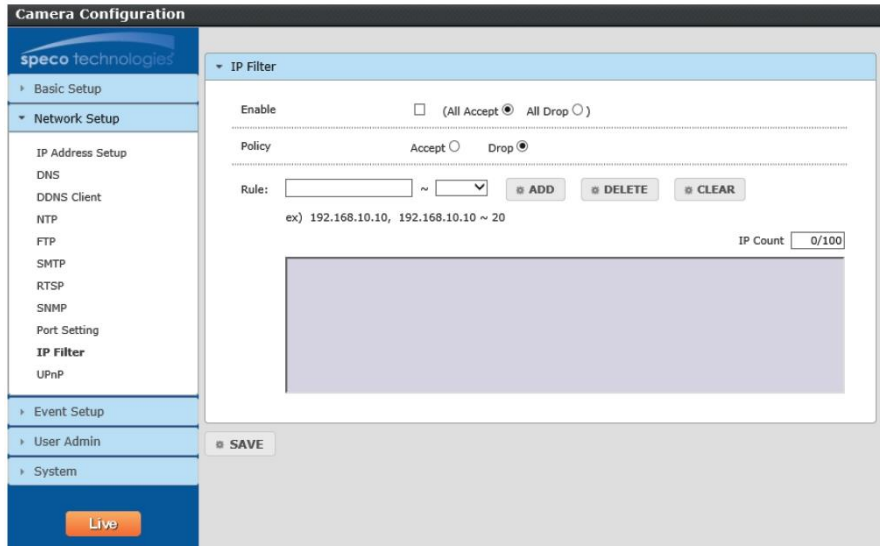 Camera Configuration
speco technologies
Basic Setup
Network Setup
IP Address Setup
DNS
DDNS Client
NTP
FTP
SMTP
RTSP
SNMP
Port Setting
IP Filter
UPnP
Event Setup
User Admin
System
Live
IP Filter
Enable (All Accept All Drop )
Policy Accept Drop
Rule: ~ ADD DELETE CLEAR
ex) 192.168.10.10, 192.168.10.10 ~ 20
IP Count 0/100
SAVE